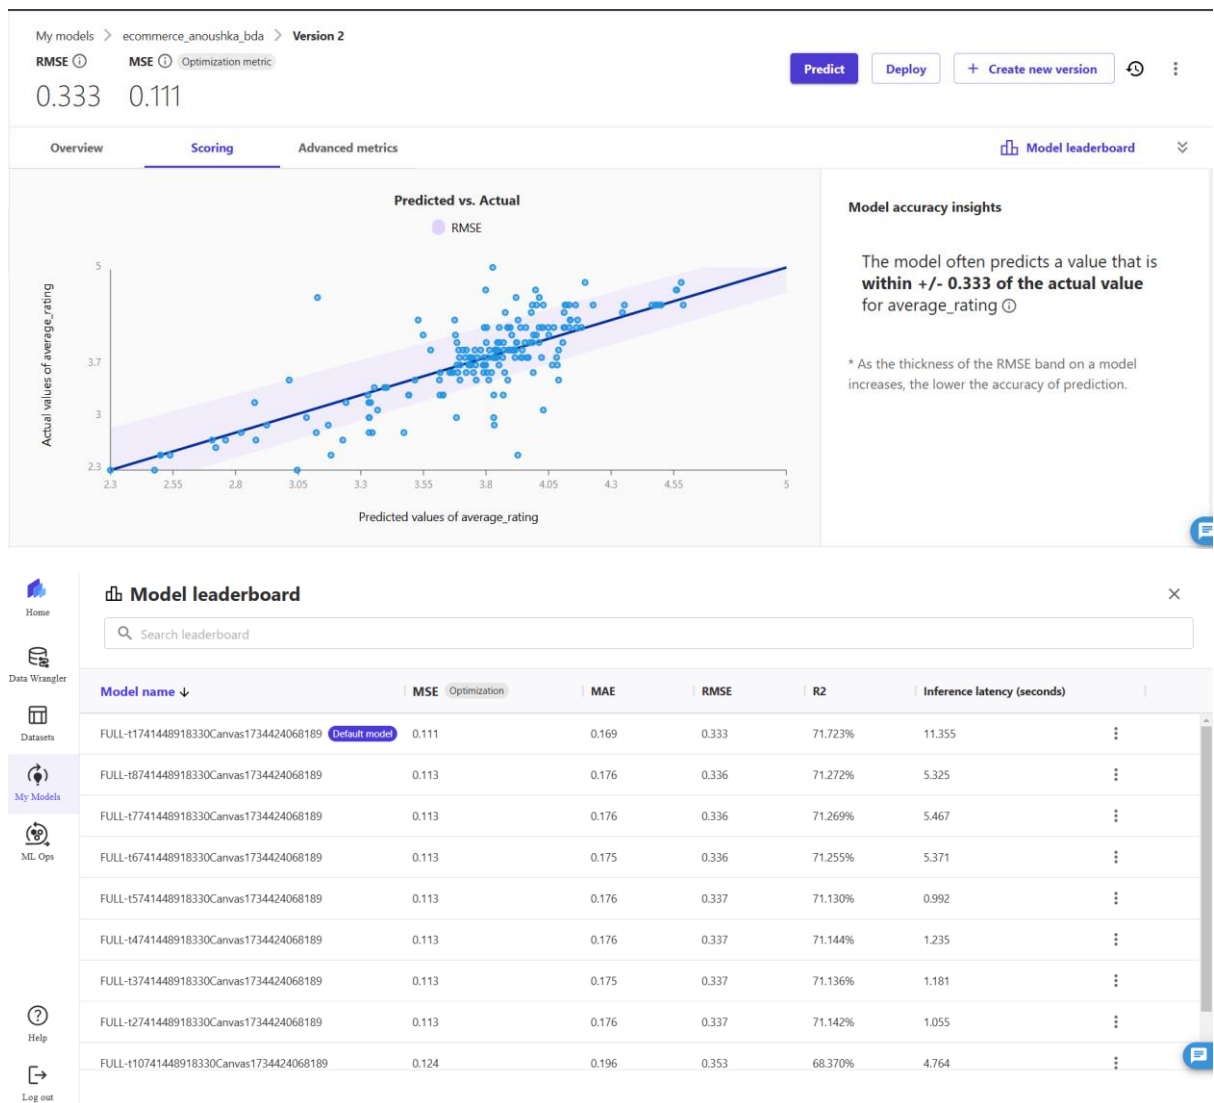 My models > ecommerce_anoushka_bda > Version 2
RMSE MSE Optimization metric
0.333 0.111
Predict Deploy + Create new version
Overview Scoring Advanced metrics Model leaderboard
Predicted vs. Actual
RMSE
Actual values of average_rating
5
3.7
3
2.3
2.3 2.55 2.8 3.05 3.3 3.55 3.8 4.05 4.3 4.55 5
Predicted values of average_rating
Model accuracy insights
The model often predicts a value that is
within +/- 0.333 of the actual value
for average_rating
* As the thickness of the RMSE band on a model
increases, the lower the accuracy of prediction.
Home
Data Wrangler
Datasets
My Models
ML Ops
Help
Log out
Model leaderboard
Search leaderboard
Model name MSE Optimization MAE RMSE R2 Inference latency (seconds)
FULL-t1741448918330Canvas1734424068189 Default model 0.111 0.169 0.333 71.723% 11.355
FULL-t8741448918330Canvas1734424068189 0.113 0.176 0.336 71.272% 5.325
FULL-t7741448918330Canvas1734424068189 0.113 0.176 0.336 71.269% 5.467
FULL-t6741448918330Canvas1734424068189 0.113 0.175 0.336 71.255% 5.371
FULL-t5741448918330Canvas1734424068189 0.113 0.176 0.337 71.130% 0.992
FULL-t4741448918330Canvas1734424068189 0.113 0.176 0.337 71.144% 1.235
FULL-t3741448918330Canvas1734424068189 0.113 0.175 0.337 71.136% 1.181
FULL-t2741448918330Canvas1734424068189 0.113 0.176 0.337 71.142% 1.055
FULL-t10741448918330Canvas1734424068189 0.124 0.196 0.353 68.370% 4.764